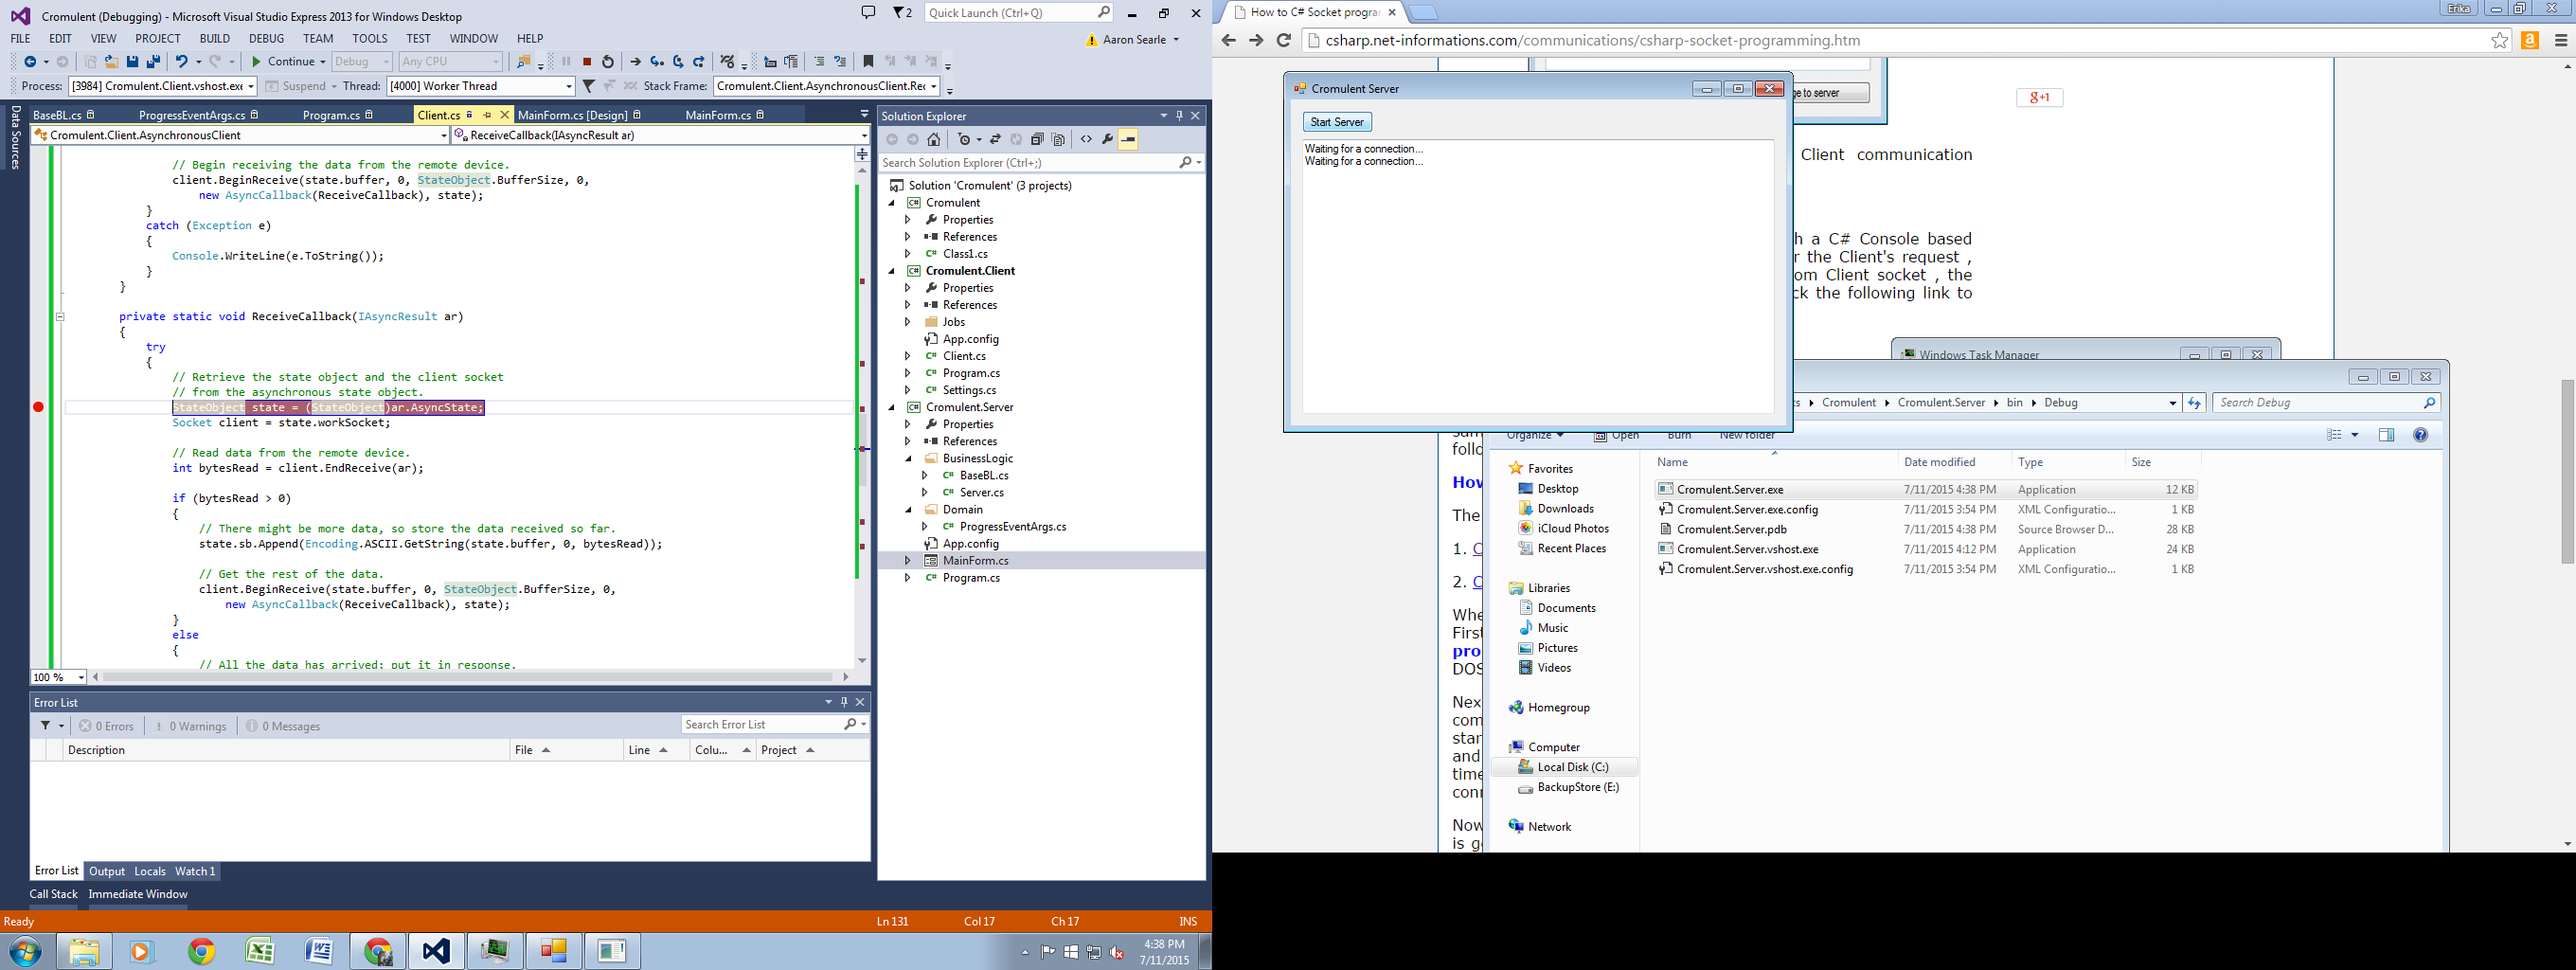 Cromulent (Debugging) - Microsoft Visual Studio Express 2013 for Windows Desktop
2
Quick Launch (Ctrl+Q)
FILE EDIT VIEW PROJECT BUILD DEBUG TEAM TOOLS TEST WINDOW HELP
Aaron Searle
Continue Debug Any CPU
Process: [3984] Cromulent.Client.vshost.exe Suspend Thread: [4000] Worker Thread Stack Frame: Cromulent.Client.AsynchronousClient.Rec
Data Sources
BaseBL.cs ProgressEventArgs.cs Program.cs Client.cs MainForm.cs [Design] MainForm.cs
Cromulent.Client.AsynchronousClient ReceiveCallback(IAsyncResult ar)
// Begin receiving the data from the remote device.
client.BeginReceive(state.buffer, 0, StateObject.BufferSize, 0,
new AsyncCallback(ReceiveCallback), state);
}
catch (Exception e)
{
Console.WriteLine(e.ToString());
}
}
private static void ReceiveCallback(IAsyncResult ar)
{
try
{
// Retrieve the state object and the client socket
// from the asynchronous state object.
StateObject state = (StateObject)ar.AsyncState;
Socket client = state.workSocket;
// Read data from the remote device.
int bytesRead = client.EndReceive(ar);
if (bytesRead > 0)
{
// There might be more data, so store the data received so far.
state.sb.Append(Encoding.ASCII.GetString(state.buffer, 0, bytesRead));
// Get the rest of the data.
client.BeginReceive(state.buffer, 0, StateObject.BufferSize, 0,
new AsyncCallback(ReceiveCallback), state);
}
else
{
// All the data has arrived; put it in response.
100 %
Error List
0 Errors 0 Warnings 0 Messages
Search Error List
Description File Line Colu... Project
Error List Output Locals Watch 1
Call Stack Immediate Window
Ready Ln 131 Col 17 Ch 17 INS
Solution Explorer
Search Solution Explorer (Ctrl+;)
Solution 'Cromulent' (3 projects)
C# Cromulent
Properties
References
C# Class1.cs
C# Cromulent.Client
Properties
References
Jobs
App.config
C# Client.cs
C# Program.cs
C# Settings.cs
C# Cromulent.Server
Properties
References
BusinessLogic
C# BaseBL.cs
C# Server.cs
Domain
C# ProgressEventArgs.cs
App.config
MainForm.cs
C# Program.cs
4:38 PM
7/11/2015
How to C# Socket progra
Erika
csharp.net-informations.com/communications/csharp-socket-programming.htm
ge to server
g+1
Client communication
h a C# Console based
r the Client's request ,
om Client socket , the
ck the following link to
Cromulent Server
Start Server
Waiting for a connection...
Waiting for a connection...
Windows Task Manager
ts Cromulent Cromulent.Server bin Debug
Search Debug
Organize Open Burn New folder
follo
How
The
1. C
2. C
Whe
First
pro
DOS
Nex
com
star
and
time
conn
Now
is g
Favorites
Desktop
Downloads
iCloud Photos
Recent Places
Libraries
Documents
Music
Pictures
Videos
Homegroup
Computer
Local Disk (C:)
BackupStore (E:)
Network
Name Date modified Type Size
Cromulent.Server.exe 7/11/2015 4:38 PM Application 12 KB
Cromulent.Server.exe.config 7/11/2015 3:54 PM XML Configuratio... 1 KB
Cromulent.Server.pdb 7/11/2015 4:38 PM Source Browser D... 28 KB
Cromulent.Server.vshost.exe 7/11/2015 4:12 PM Application 24 KB
Cromulent.Server.vshost.exe.config 7/11/2015 3:54 PM XML Configuratio... 1 KB